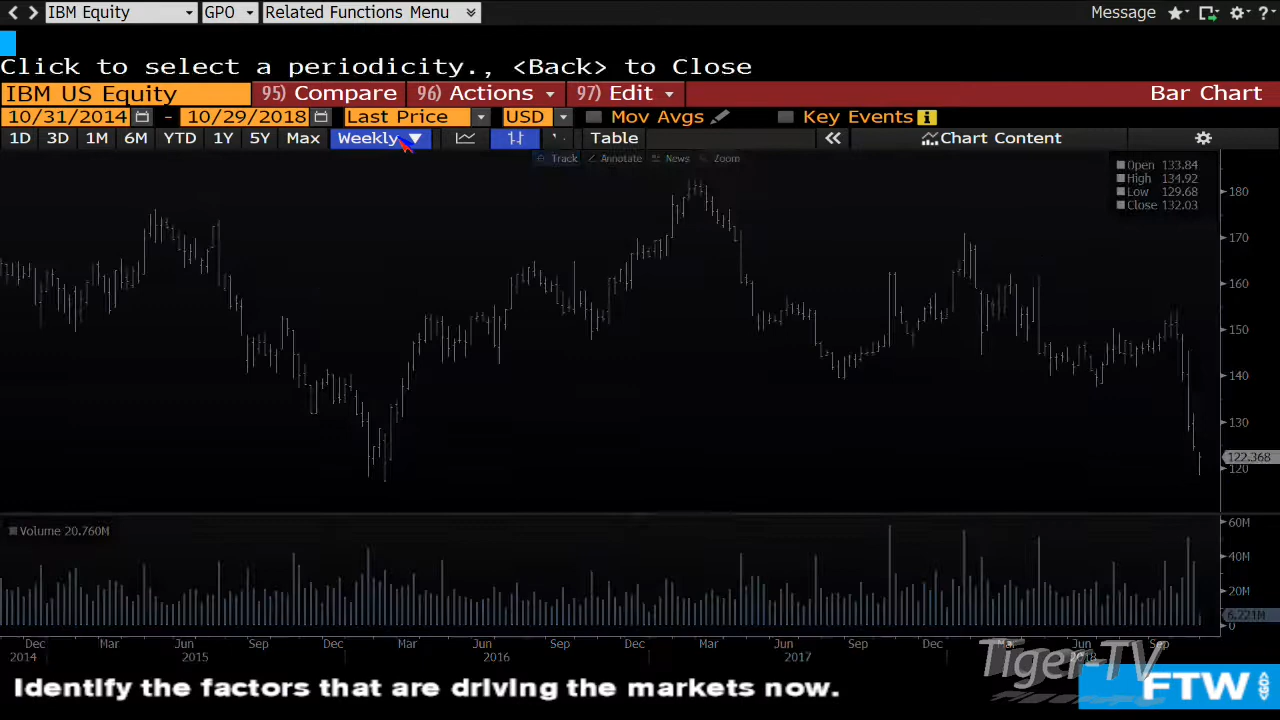 IBM Equity GPO Related Functions Menu Message ?
Click to select a periodicity., <Back> to Close
IBM US Equity 95) Compare 96) Actions 97) Edit Bar Chart
10/31/2014 - 10/29/2018 Last Price USD Mov Avgs Key Events
1D 3D 1M 6M YTD 1Y 5Y Max Weekly Table Chart Content
Track Annotate News Zoom
Open 133.84
High 134.92
Low 129.68
Close 132.03
180
170
160
150
140
130
122.368
120
Volume 20.760M
60M
40M
20M
6.221M
0
Dec Mar Jun Sep Dec Mar Jun Sep Dec Mar Jun Sep Dec Mar Jun Sep
2014 2015 2016 2017 2018
Tiger-TV
Identify the factors that are driving the markets now.
FTW